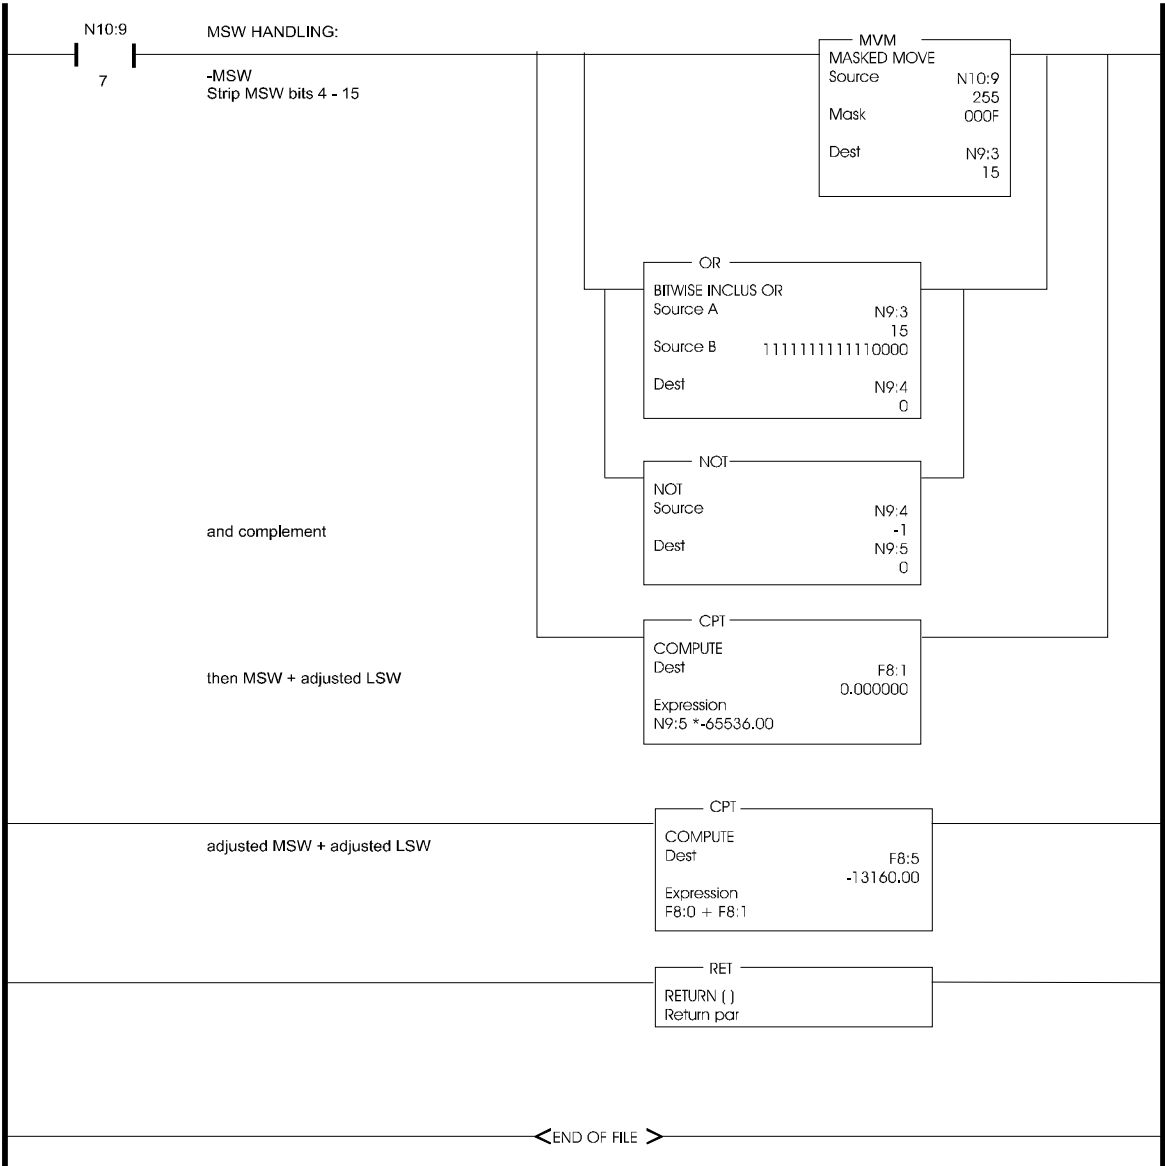 N10:9
7
MSW HANDLING:
-MSW
Strip MSW bits 4 - 15
MVM
MASKED MOVE
Source N10:9
255
Mask 000F
Dest N9:3
15
OR
BITWISE INCLUS OR
Source A N9:3
15
Source B 1111111111110000
Dest N9:4
0
and complement
NOT
NOT
Source N9:4
-1
Dest N9:5
0
then MSW + adjusted LSW
CPT
COMPUTE
Dest F8:1
0.000000
Expression
N9:5 *-65536.00
adjusted MSW + adjusted LSW
CPT
COMPUTE
Dest F8:5
-13160.00
Expression
F8:0 + F8:1
RET
RETURN ( )
Return par
<END OF FILE >